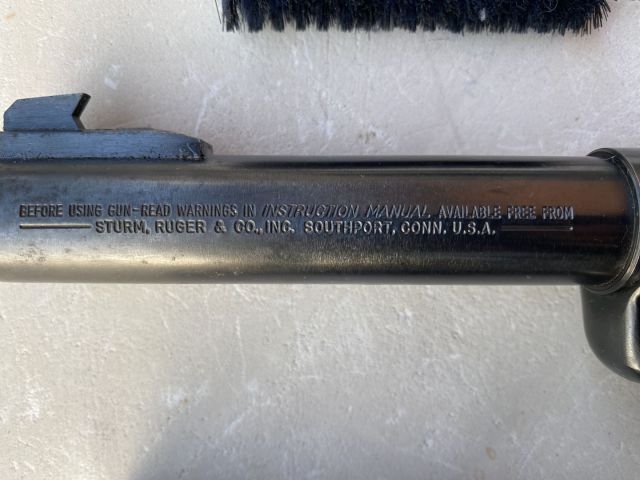 BEFORE USING GUN-READ WARNINGS IN INSTRUCTION MANUAL AVAILABLE FREE FROM
STURM, RUGER & CO., INC. SOUTHPORT, CONN. U.S.A.